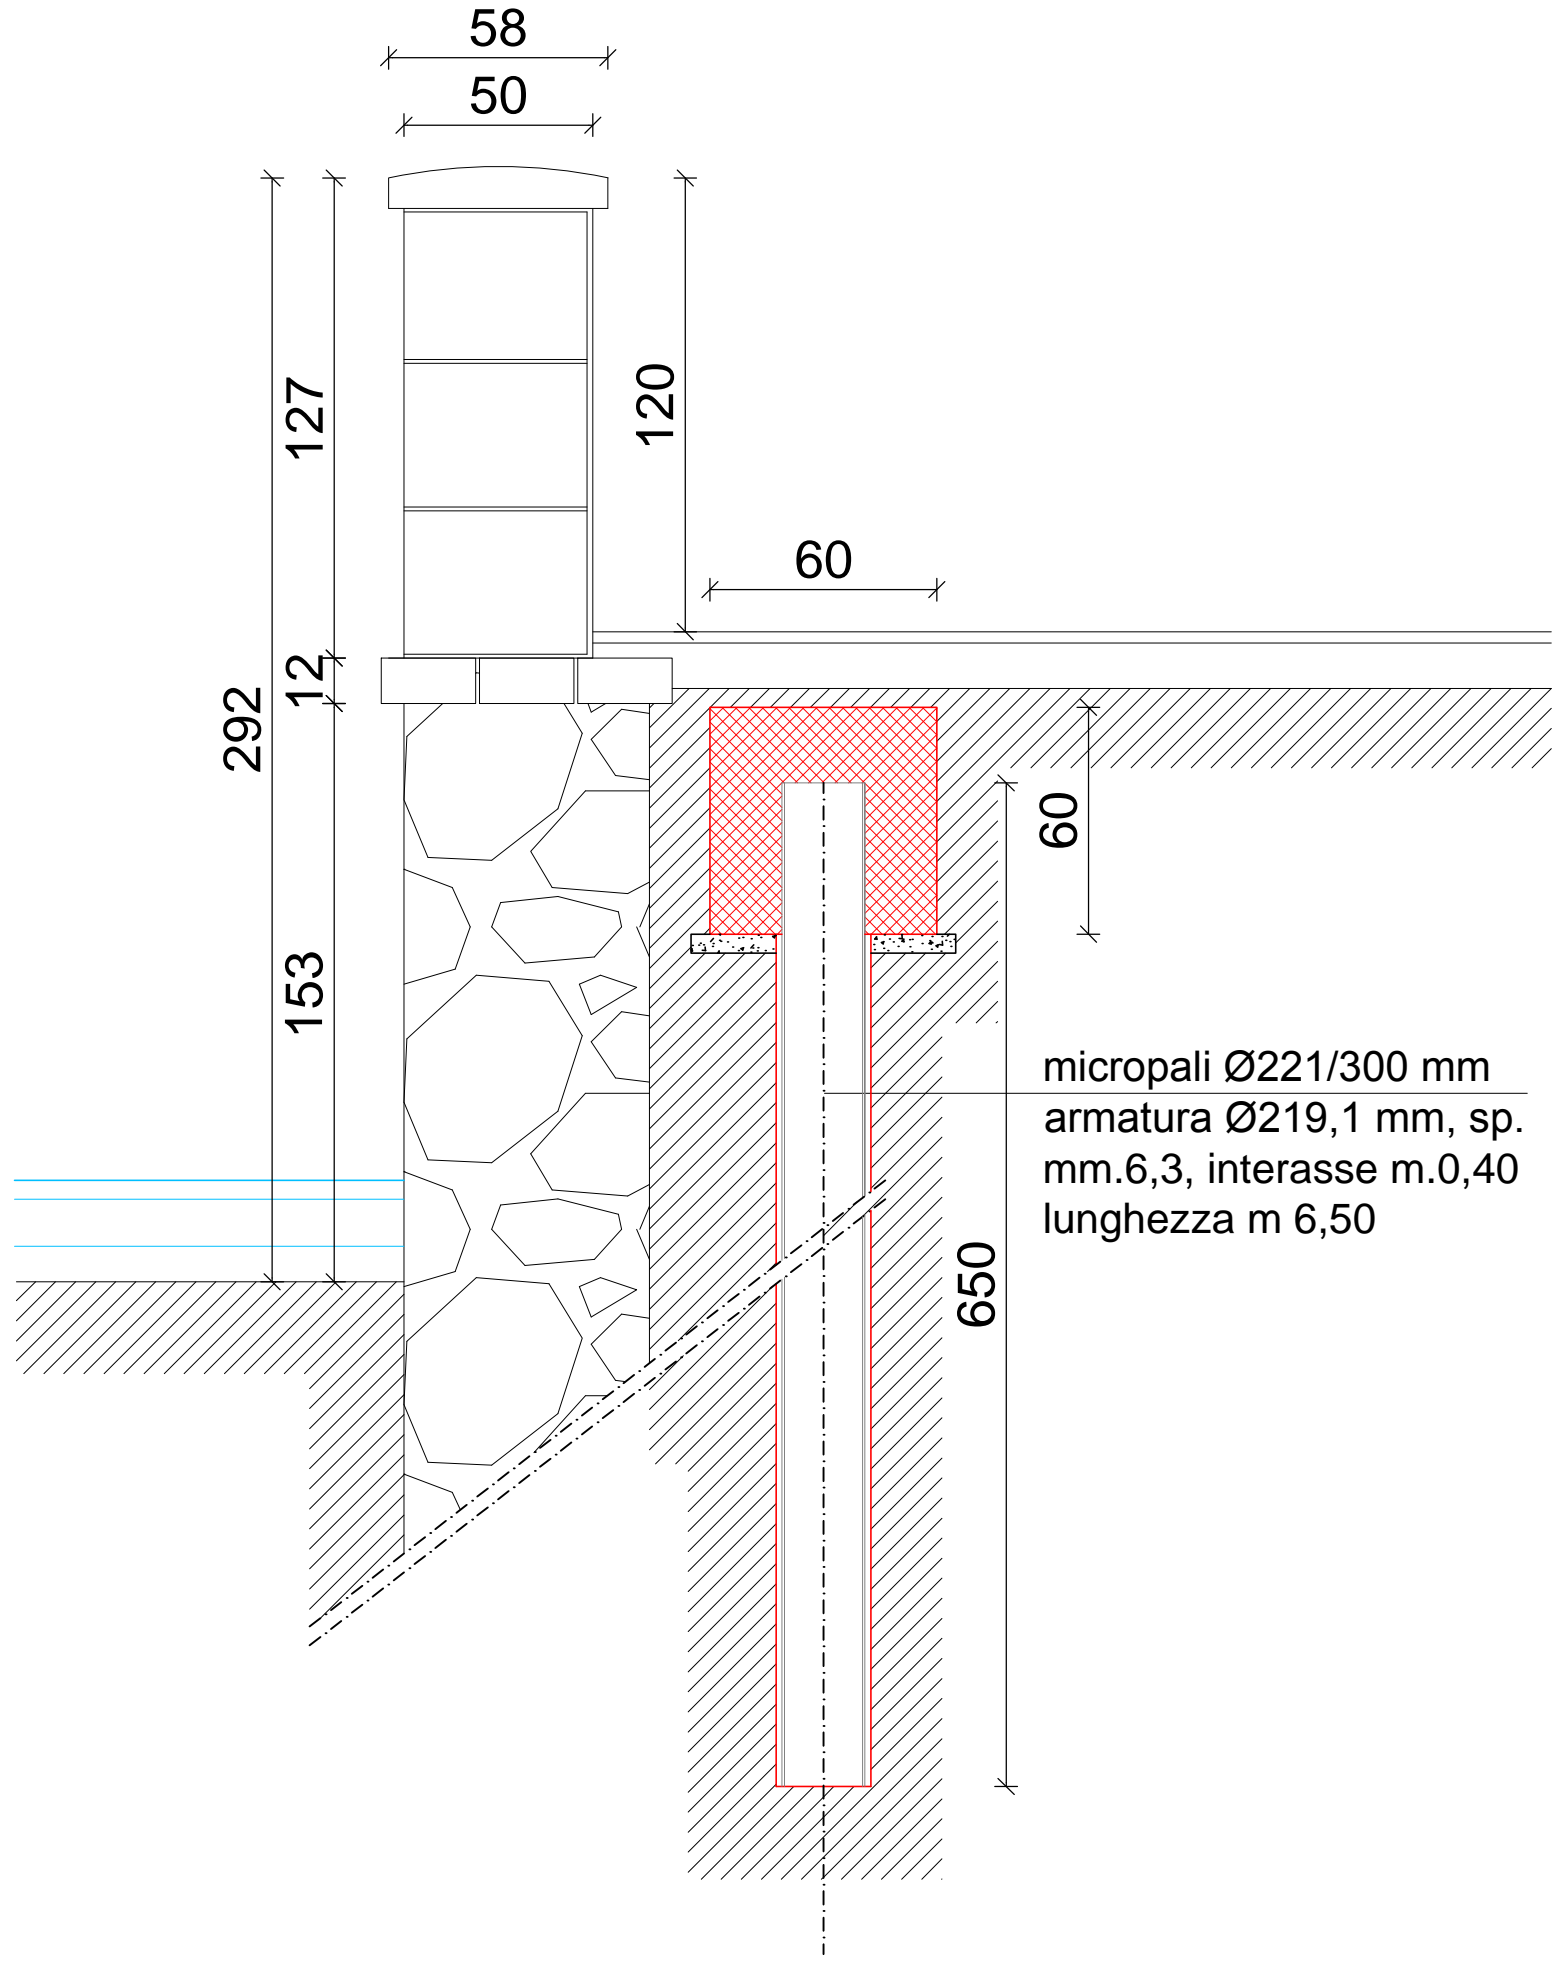 58
50
127
120
60
12
292
60
153
micropali Ø221/300 mm
armatura Ø219,1 mm, sp.
mm.6,3, interasse m.0,40
lunghezza m 6,50
650